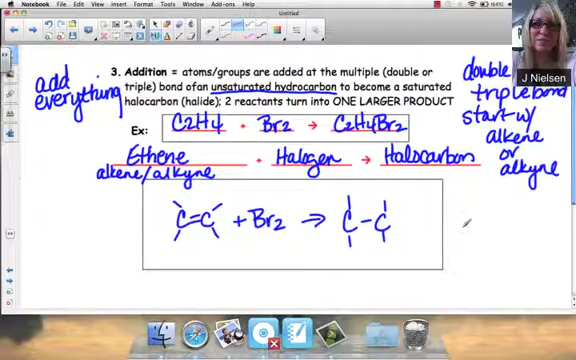 Notebook File Edit View Insert Format Tools Add-ons Window Help
Untitled
J Nielsen
3. Addition = atoms/groups are added at the multiple (double or
triple) bond ofan unsaturated hydrocarbon to become a saturated
halocarbon (halide); 2 reactants turn into ONE LARGER PRODUCT
add
everything
double
triple bond
start w/
alkene
or
alkyne
Ex: C2H4 + Br2 → C2H4Br2
Ethene + Halogen → Halocarbon
alkene/alkyne
C=C + Br2 ⇒ C-C